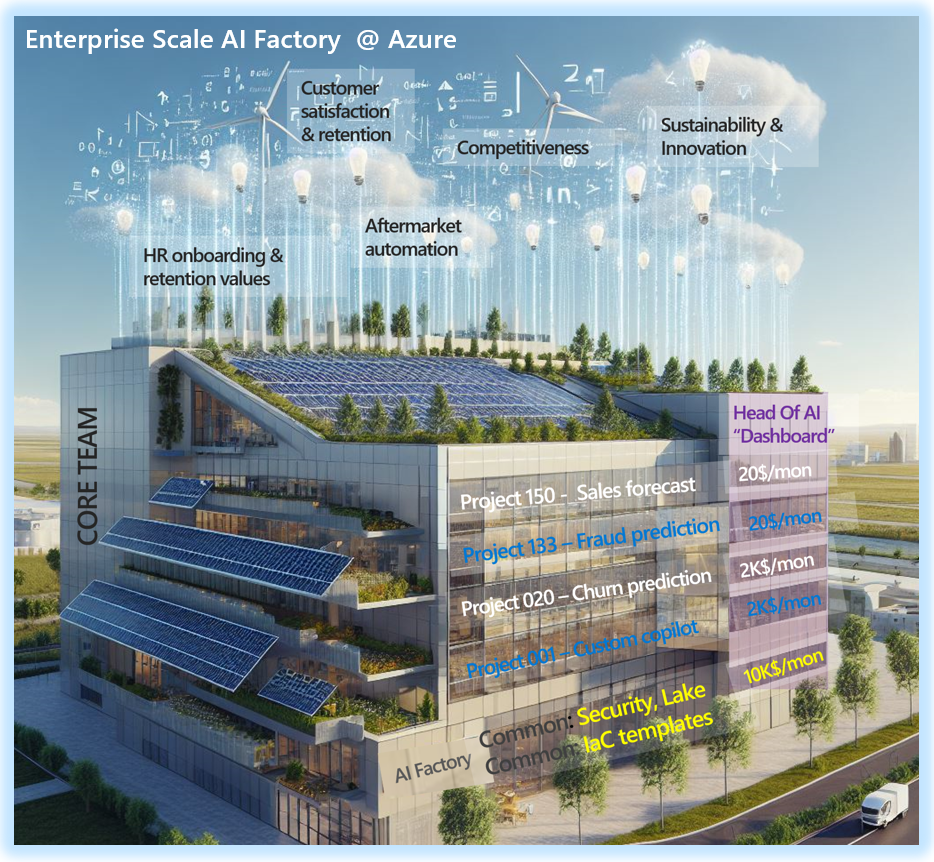 Enterprise Scale AI Factory @ Azure
Customer
satisfaction
& retention
Competitiveness
Sustainability &
Innovation
Aftermarket
automation
HR onboarding &
retention values
CORE TEAM
Head Of AI
“Dashboard”
Project 150 - Sales forecast
20$/mon
Project 133 – Fraud prediction
20$/mon
Project 020 – Churn prediction
2K$/mon
Project 001 – Custom copilot
2K$/mon
10K$/mon
Common: Security, Lake
Common: IaC templates
AI Factory